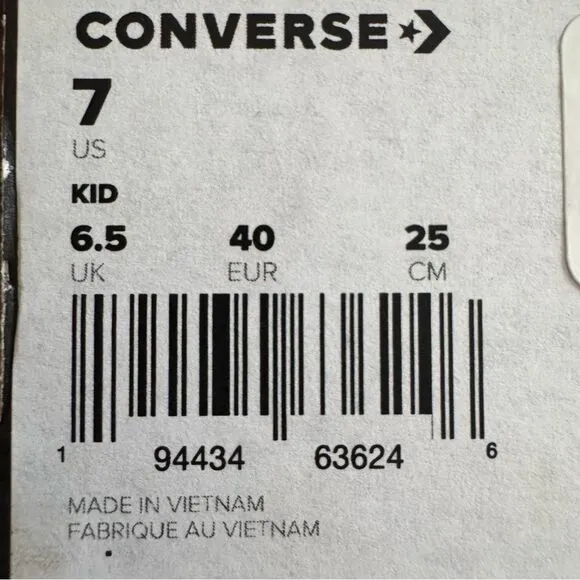 CONVERSE
7
US
KID
6.5 40 25
UK EUR CM
1 94434 63624 6
MADE IN VIETNAM
FABRIQUE AU VIETNAM